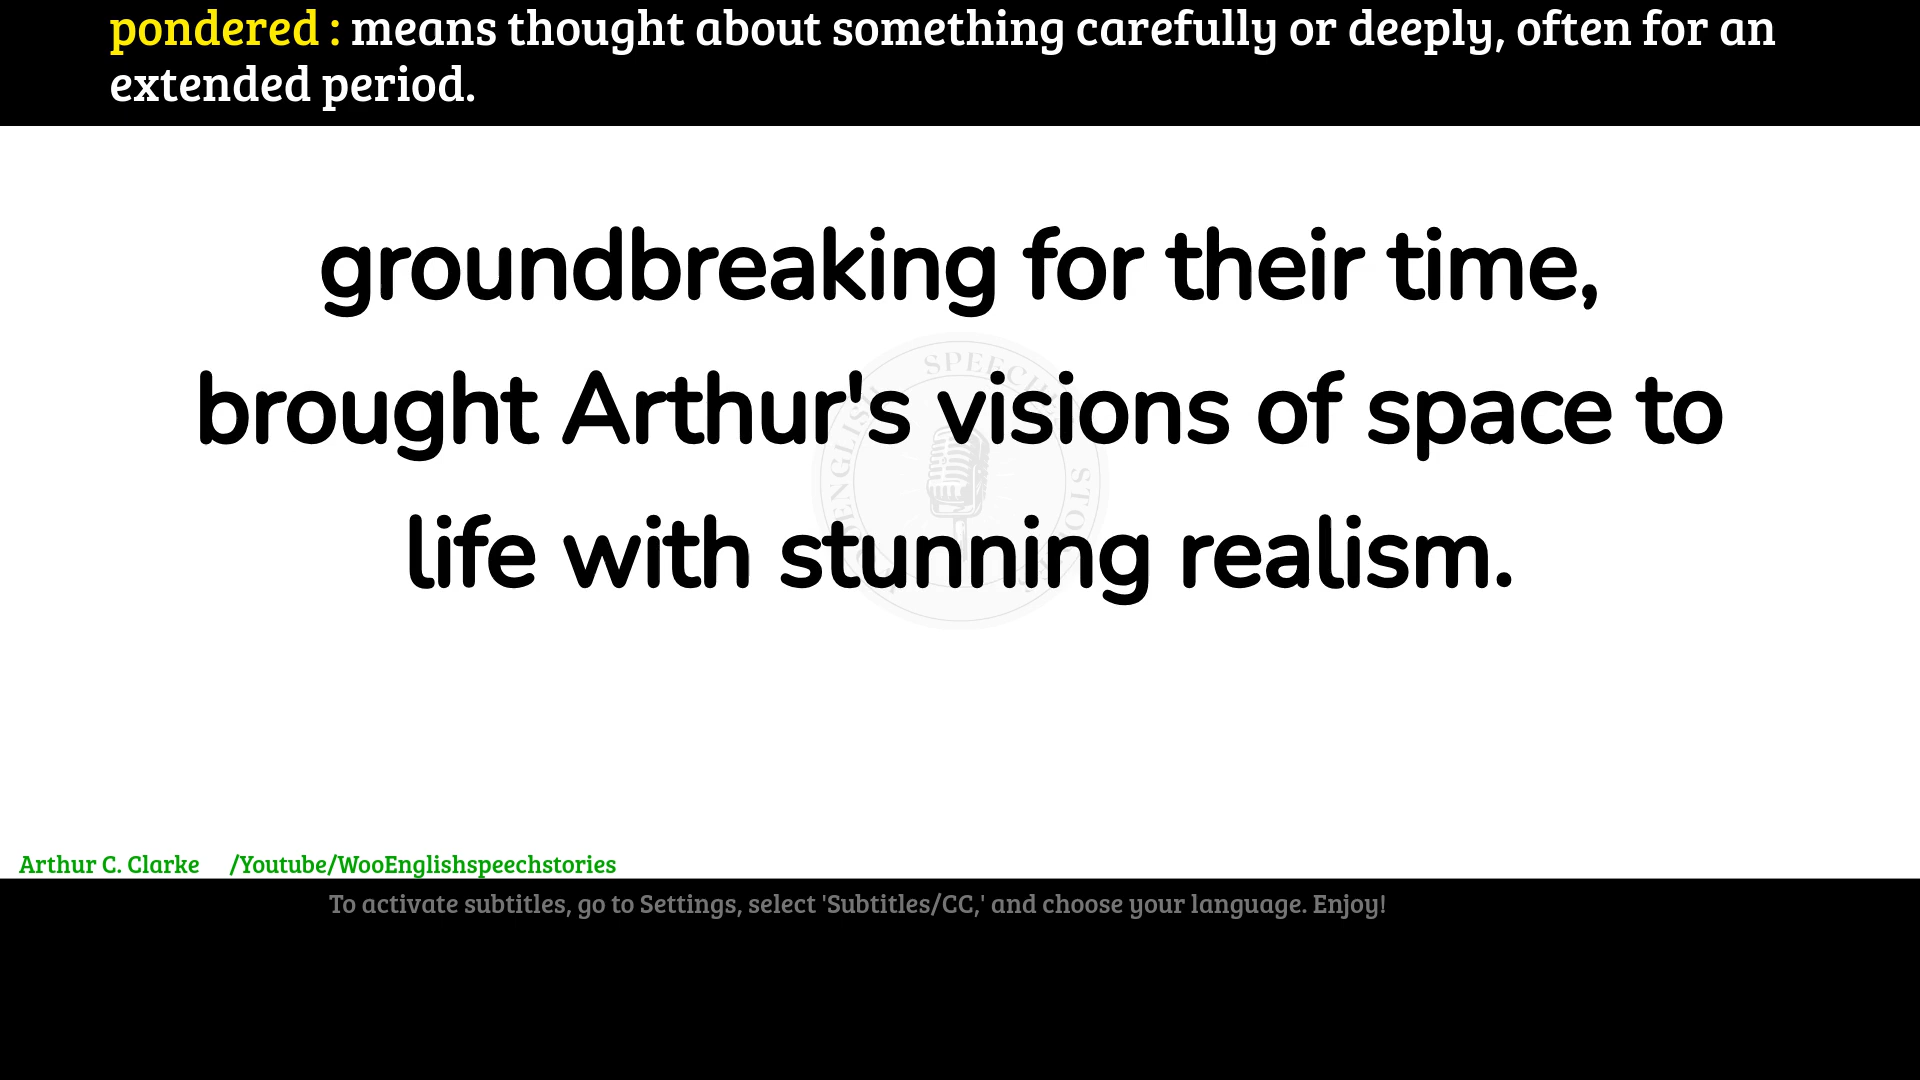 pondered : means thought about something carefully or deeply, often for an
extended period.
groundbreaking for their time,
brought Arthur's visions of space to
life with stunning realism.
Arthur C. Clarke /Youtube/WooEnglishspeechstories
To activate subtitles, go to Settings, select 'Subtitles/CC,' and choose your language. Enjoy!